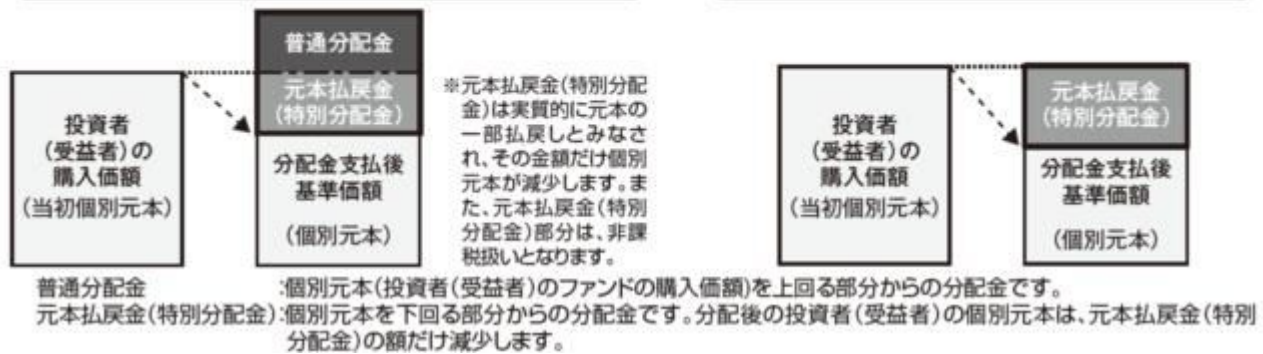 普通分配金
元本払戻金
(特別分配金)
投資者
(受益者)の
購入価額
(当初個別元本)
分配金支払後
基準価額
(個別元本)
※元本払戻金(特別分配
金)は実質的に元本の
一部払戻しとみなさ
れ、その金額だけ個別
元本が減少します。ま
た、元本払戻金(特別
分配金)部分は、非課
税扱いとなります。
投資者
(受益者)の
購入価額
(当初個別元本)
元本払戻金
(特別分配金)
分配金支払後
基準価額
(個別元本)
普通分配金 :個別元本(投資者(受益者)のファンドの購入価額)を上回る部分からの分配金です。
元本払戻金(特別分配金):個別元本を下回る部分からの分配金です。分配後の投資者(受益者)の個別元本は、元本払戻金(特別
分配金)の額だけ減少します。